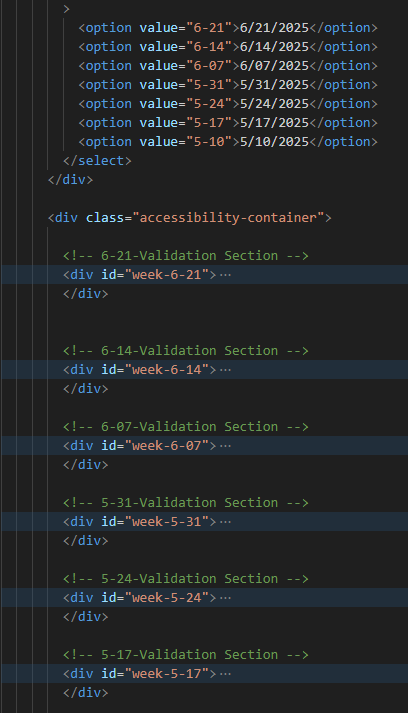 >
<option value="6-21">6/21/2025</option>
<option value="6-14">6/14/2025</option>
<option value="6-07">6/07/2025</option>
<option value="5-31">5/31/2025</option>
<option value="5-24">5/24/2025</option>
<option value="5-17">5/17/2025</option>
<option value="5-10">5/10/2025</option>
</select>
</div>
<div class="accessibility-container">
<!-- 6-21-Validation Section -->
<div id="week-6-21">⋯
</div>
<!-- 6-14-Validation Section -->
<div id="week-6-14">⋯
</div>
<!-- 6-07-Validation Section -->
<div id="week-6-07">⋯
</div>
<!-- 5-31-Validation Section -->
<div id="week-5-31">⋯
</div>
<!-- 5-24-Validation Section -->
<div id="week-5-24">⋯
</div>
<!-- 5-17-Validation Section -->
<div id="week-5-17">⋯
</div>